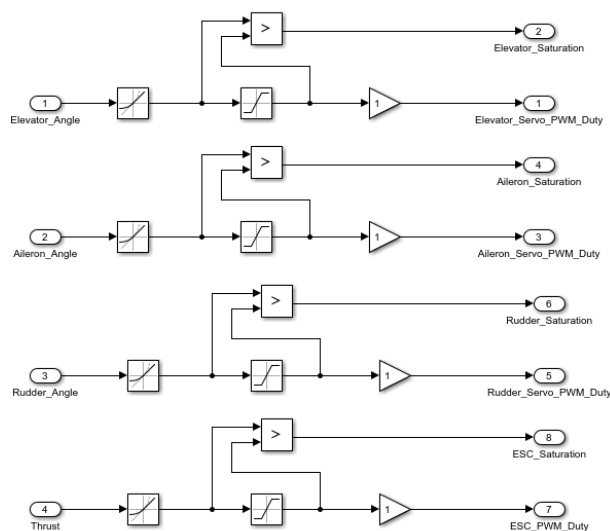 >
2
Elevator_Saturation
1
Elevator_Angle
1
1
Elevator_Servo_PWM_Duty
>
4
Aileron_Saturation
2
Aileron_Angle
1
3
Aileron_Servo_PWM_Duty
>
6
Rudder_Saturation
3
Rudder_Angle
1
5
Rudder_Servo_PWM_Duty
>
8
ESC_Saturation
4
Thrust
1
7
ESC_PWM_Duty